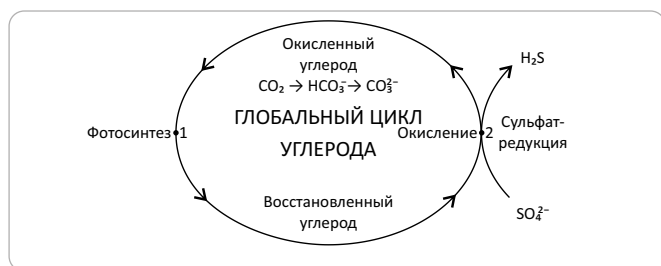 Окисленный
углерод
CO₂ → HCO₃⁻→ CO₃²⁻
H₂S
ГЛОБАЛЬНЫЙ ЦИКЛ
УГЛЕРОДА
Фотосинтез 1
Окисление 2
Сульфат-
редукция
Восстановленный
углерод
SO₄²⁻